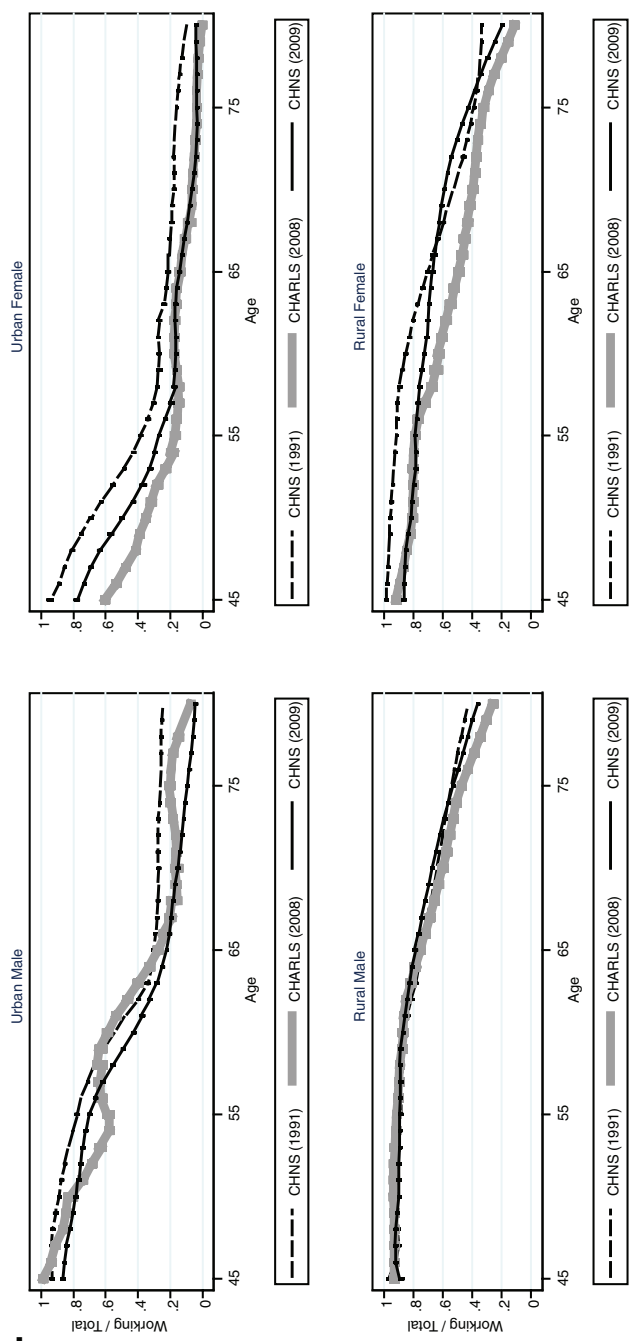 Urban Male
Working / Total
1
.8
.6
.4
.2
0
45
55
65
75
Age
CHNS (1991)
CHARLS (2008)
CHNS (2009)
Urban Female
1
.8
.6
.4
.2
0
45
55
65
75
Age
CHNS (1991)
CHARLS (2008)
CHNS (2009)
Rural Male
Working / Total
1
.8
.6
.4
.2
0
45
55
65
75
Age
CHNS (1991)
CHARLS (2008)
CHNS (2009)
Rural Female
1
.8
.6
.4
.2
0
45
55
65
75
Age
CHNS (1991)
CHARLS (2008)
CHNS (2009)